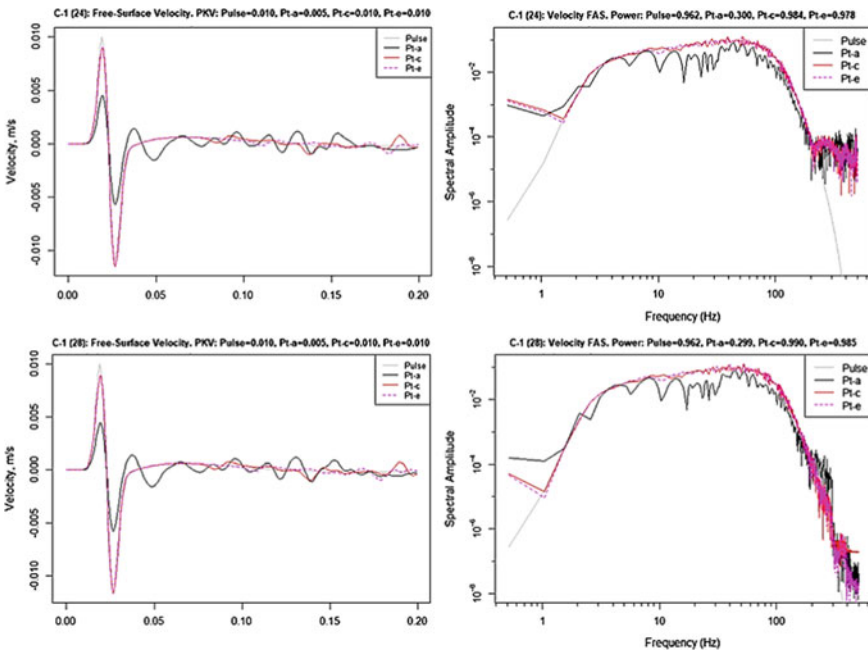 C-1 (24): Free-Surface Velocity. PKV: Pulse=0.010, Pt-a=0.005, Pt-c=0.010, Pt-e=0.010
Velocity, m/s
0.010
0.005
0.000
-0.005
-0.010
Pulse
Pt-a
Pt-c
Pt-e
0.00
0.05
0.10
0.15
0.20
C-1 (24): Velocity FAS. Power: Pulse=0.962, Pt-a=0.300, Pt-c=0.984, Pt-e=0.978
Spectral Amplitude
10^-2
10^-4
10^-6
10^-8
Pulse
Pt-a
Pt-c
Pt-e
1
10
100
Frequency (Hz)
C-1 (28): Free-Surface Velocity. PKV: Pulse=0.010, Pt-a=0.005, Pt-c=0.010, Pt-e=0.010
Velocity, m/s
0.010
0.005
0.000
-0.005
-0.010
Pulse
Pt-a
Pt-c
Pt-e
0.00
0.05
0.10
0.15
0.20
C-1 (28): Velocity FAS. Power: Pulse=0.962, Pt-a=0.299, Pt-c=0.990, Pt-e=0.985
Spectral Amplitude
10^-2
10^-4
10^-6
10^-8
Pulse
Pt-a
Pt-c
Pt-e
1
10
100
Frequency (Hz)